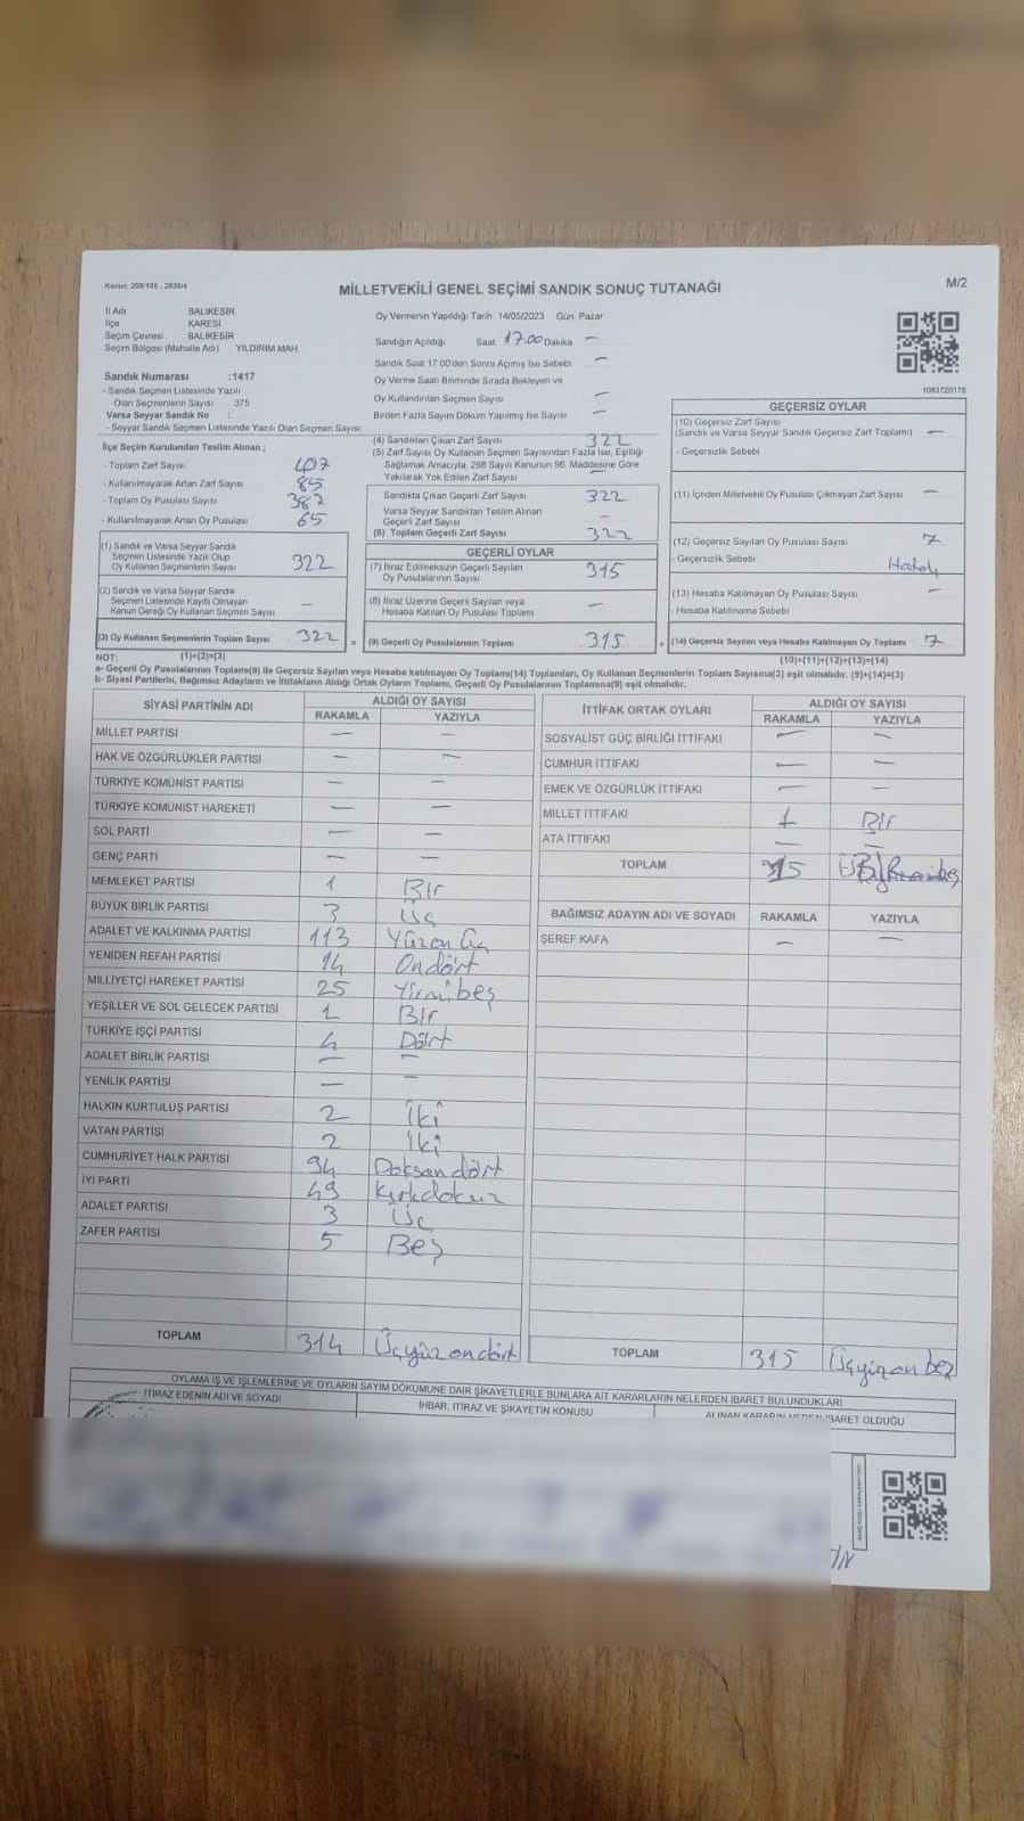 Kanun: 298/105 , 2839/4
MİLLETVEKİLİ GENEL SEÇİMİ SANDIK SONUÇ TUTANAĞI
M/2
İl Adı BALIKESİR
İlçe KARESİ
Seçim Çevresi BALIKESİR
Seçim Bölgesi (Mahalle Adı) YILDIRIM MAH.
Oy Vermenin Yapıldığı Tarih 14/05/2023 Gün Pazar
Sandığın Açıldığı Saat 17.00 Dakika —
Sandık Saat 17:00'den Sonra Açılmış İse Sebebi —
Oy Verme Saati Bitiminde Sırada Bekleyen ve
Oy Kullandırılan Seçmen Sayısı —
Birden Fazla Sayım Döküm Yapılmış İse Sayısı —
Sandık Numarası :1417
- Sandık Seçmen Listesinde Yazılı
Olan Seçmenlerin Sayısı 375
Varsa Seyyar Sandık No :
- Seyyar Sandık Seçmen Listesinde Yazılı Olan Seçmen Sayısı
İlçe Seçim Kurulundan Teslim Alınan ;
- Toplam Zarf Sayısı 407
- Kullanılmayarak Artan Zarf Sayısı 85
- Toplam Oy Pusulası Sayısı 387
- Kullanılmayarak Artan Oy Pusulası 65
(1) Sandık ve Varsa Seyyar Sandık
Seçmen Listesinde Yazılı Olup
Oy Kullanan Seçmenlerin Sayısı 322
(2) Sandık ve Varsa Seyyar Sandık
Seçmen Listesinde Kayıtlı Olmayan
Kanun Gereği Oy Kullanan Seçmen Sayısı —
(3) Oy Kullanan Seçmenlerin Toplam Sayısı 322
(1)+(2)=(3)
(4) Sandıktan Çıkan Zarf Sayısı 322
(5) Zarf Sayısı Oy Kullanan Seçmen Sayısından Fazla İse, Eşitliği
Sağlamak Amacıyla, 298 Sayılı Kanunun 98. Maddesine Göre
Yakılarak Yok Edilen Zarf Sayısı —
Sandıkta Çıkan Geçerli Zarf Sayısı 322
Varsa Seyyar Sandıktan Teslim Alınan
Geçerli Zarf Sayısı —
(6) Toplam Geçerli Zarf Sayısı 322
GEÇERLİ OYLAR
(7) İtiraz Edilmeksizin Geçerli Sayılan
Oy Pusulalarının Sayısı 315
(8) İtiraz Üzerine Geçerli Sayılan veya
Hesaba Katılan Oy Pusulası Toplamı —
= (9) Geçerli Oy Pusulalarının Toplamı 315
1083720176
GEÇERSİZ OYLAR
(10) Geçersiz Zarf Sayısı
(Sandık ve Varsa Seyyar Sandık Geçersiz Zarf Toplamı) —
- Geçersizlik Sebebi
(11) İçinden Milletvekili Oy Pusulası Çıkmayan Zarf Sayısı —
(12) Geçersiz Sayılan Oy Pusulası Sayısı 7
- Geçersizlik Sebebi Hatalı
(13) Hesaba Katılmayan Oy Pusulası Sayısı —
- Hesaba Katılmama Sebebi
+ (14) Geçersiz Sayılan veya Hesaba Katılmayan Oy Toplamı 7
(10)+(11)+(12)+(13)=(14)
NOT:
a- Geçerli Oy Pusulalarının Toplamı(9) ile Geçersiz Sayılan veya Hesaba katılmayan Oy Toplamı(14) Toplamları, Oy Kullanan Seçmenlerin Toplam Sayısına(3) eşit olmalıdır. (9)+(14)=(3)
b- Siyasi Partilerin, Bağımsız Adayların ve İttifakların Aldığı Ortak Oyların Toplamı, Geçerli Oy Pusulalarının Toplamına(9) eşit olmalıdır.
SİYASİ PARTİNİN ADI ALDIĞI OY SAYISI
RAKAMLA YAZIYLA
MİLLET PARTİSİ — —
HAK VE ÖZGÜRLÜKLER PARTİSİ — —
TÜRKİYE KOMÜNİST PARTİSİ — —
TÜRKİYE KOMÜNİST HAREKETİ — —
SOL PARTİ — —
GENÇ PARTİ — —
MEMLEKET PARTİSİ 1 Bir
BÜYÜK BİRLİK PARTİSİ 3 Üç
ADALET VE KALKINMA PARTİSİ 113 Yüzon Üç
YENİDEN REFAH PARTİSİ 14 Ondört
MİLLİYETÇİ HAREKET PARTİSİ 25 Yirmibeş
YEŞİLLER VE SOL GELECEK PARTİSİ 1 Bir
TÜRKİYE İŞÇİ PARTİSİ 4 Dört
ADALET BİRLİK PARTİSİ — —
YENİLİK PARTİSİ — —
HALKIN KURTULUŞ PARTİSİ 2 İki
VATAN PARTİSİ 2 İki
CUMHURİYET HALK PARTİSİ 94 Doksandört
İYİ PARTİ 49 Kırkdokuz
ADALET PARTİSİ 3 Üç
ZAFER PARTİSİ 5 Beş
TOPLAM 314 Üçyüzondört
İTTİFAK ORTAK OYLARI ALDIĞI OY SAYISI
RAKAMLA YAZIYLA
SOSYALİST GÜÇ BİRLİĞİ İTTİFAKI — —
CUMHUR İTTİFAKI — —
EMEK VE ÖZGÜRLÜK İTTİFAKI — —
MİLLET İTTİFAKI 1 Bir
ATA İTTİFAKI — —
TOPLAM
BAĞIMSIZ ADAYIN ADI VE SOYADI RAKAMLA YAZIYLA
ŞEREF KAFA — —
TOPLAM 315 Üçyüzonbeş
OYLAMA İŞ VE İŞLEMLERİNE VE OYLARIN SAYIM DÖKÜMÜNE DAİR ŞİKAYETLERLE BUNLARA AİT KARARLARIN NELERDEN İBARET BULUNDUKLARI
İTİRAZ EDENİN ADI VE SOYADI İHBAR, İTİRAZ VE ŞİKAYETİN KONUSU ALINAN KARARIN NEDEN İBARET OLDUĞU